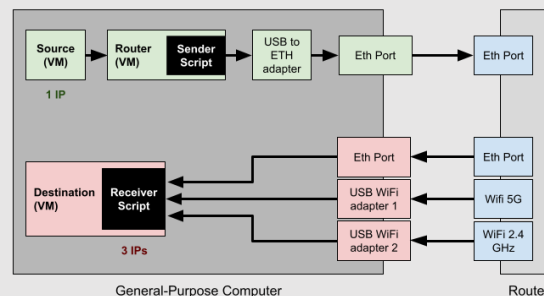 Source
(VM)
Router
(VM)
Sender
Script
USB to
ETH
adapter
Eth Port
Eth Port
1 IP
Eth Port
Eth Port
Destination
(VM)
Receiver
Script
USB WiFi
adapter 1
Wifi 5G
USB WiFi
adapter 2
WiFi 2.4
GHz
3 IPs
General-Purpose Computer
Route